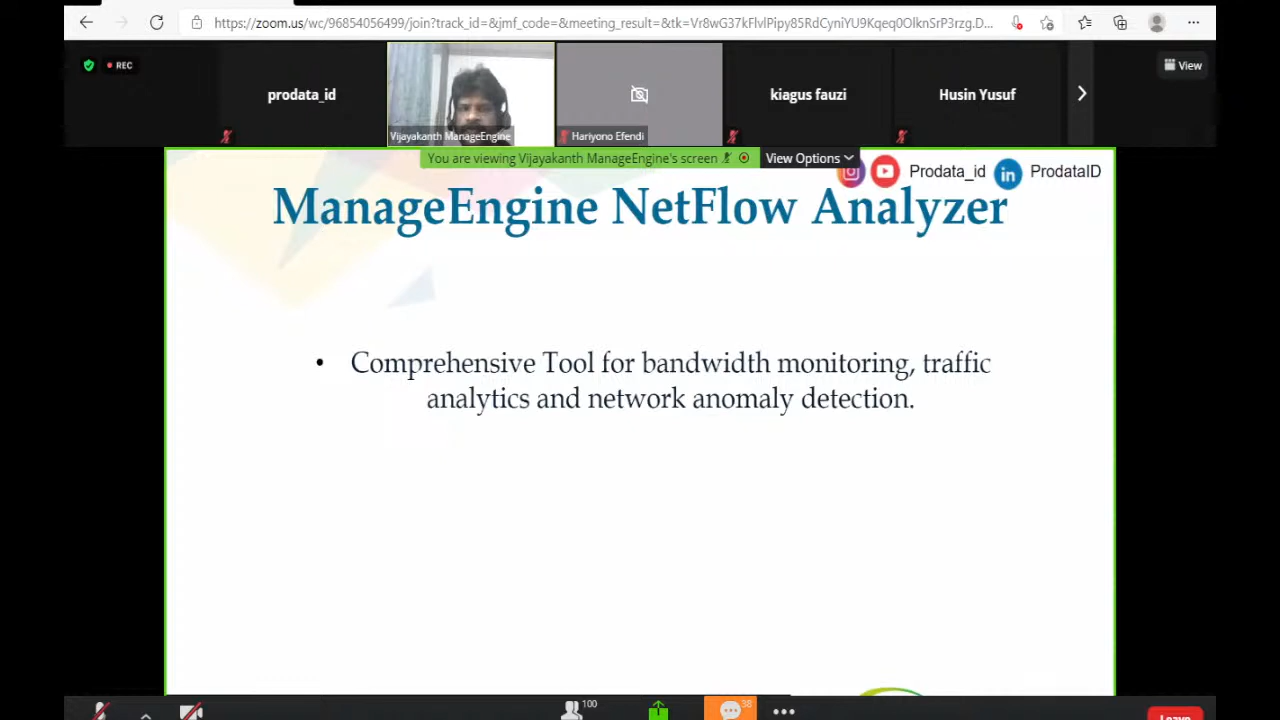 https://zoom.us/wc/96854056499/join?track_id=&jmf_code=&meeting_result=&tk=Vr8wG37kFlvlPipy85RdCyniYU9Kqeq0OlknSrP3rzg.D...
REC
prodata_id
Vijayakanth ManageEngine
Hariyono Efendi
kiagus fauzi
Husin Yusuf
View
You are viewing Vijayakanth ManageEngine's screen
View Options
Prodata_id
ProdataID
ManageEngine NetFlow Analyzer
• Comprehensive Tool for bandwidth monitoring, traffic
analytics and network anomaly detection.
100
38
Leave